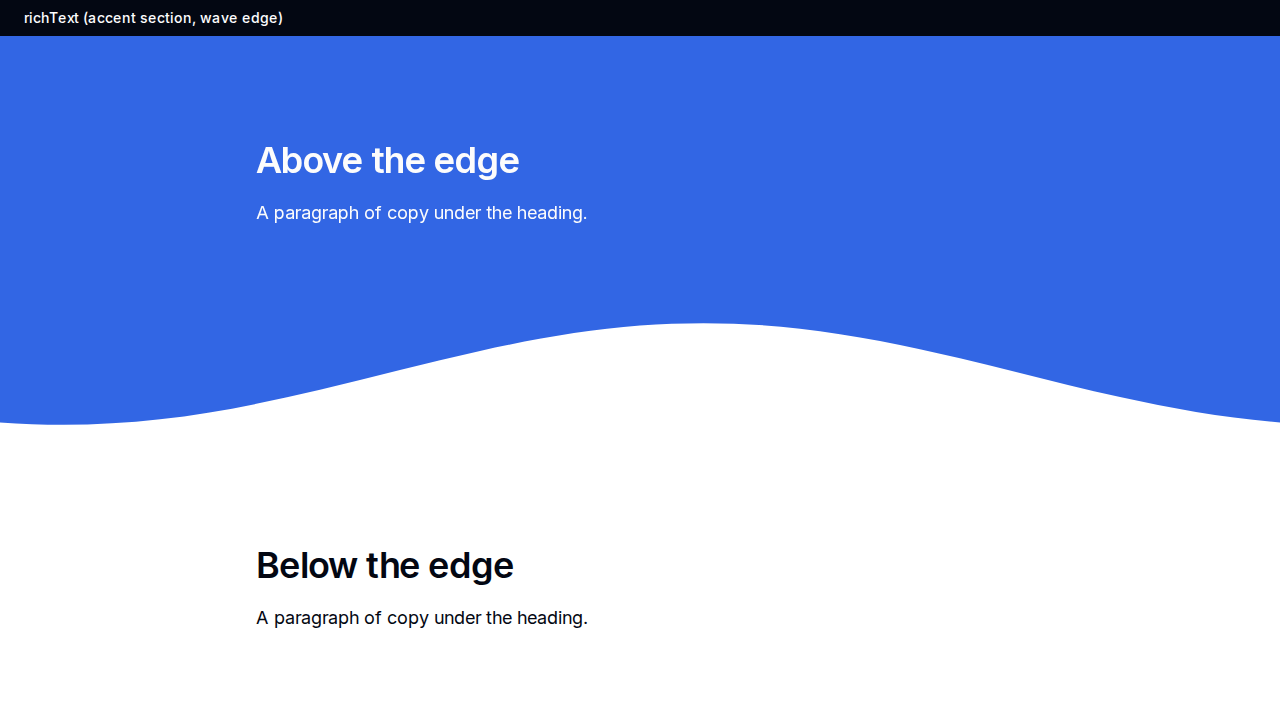 richText (accent section, wave edge)
Above the edge
A paragraph of copy under the heading.
Below the edge
A paragraph of copy under the heading.